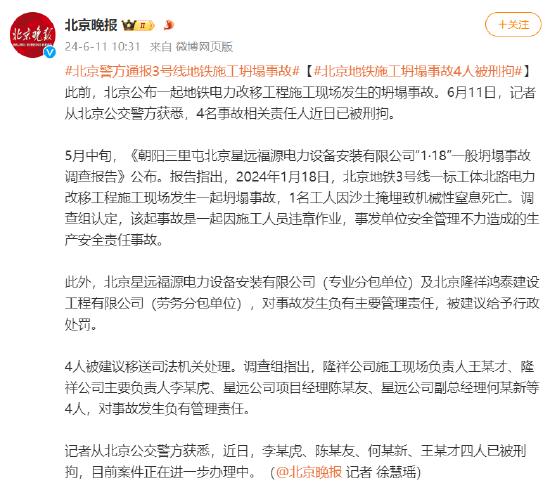 北京晚报
北京晚报 V II
+关注
24-6-11 10:31 来自 微博网页版
#北京警方通报3号线地铁施工坍塌事故#【#北京地铁施工坍塌事故4人被刑拘#】
此前，北京公布一起地铁电力改移工程施工现场发生的坍塌事故。6月11日，记者
从北京公交警方获悉，4名事故相关责任人近日已被刑拘。
5月中旬，《朝阳三里屯北京星远福源电力设备安装有限公司“1·18”一般坍塌事故
调查报告》公布。报告指出，2024年1月18日，北京地铁3号线一标工体北路电力
改移工程施工现场发生一起坍塌事故，1名工人因沙土掩埋致机械性窒息死亡。调
查组认定，该起事故是一起因施工人员违章作业，事发单位安全管理不力造成的生
产安全责任事故。
此外，北京星远福源电力设备安装有限公司（专业分包单位）及北京隆祥鸿泰建设
工程有限公司（劳务分包单位），对事故发生负有主要管理责任，被建议给予行政
处罚。
4人被建议移送司法机关处理。调查组指出，隆祥公司施工现场负责人王某才、隆
祥公司主要负责人李某虎、星远公司项目经理陈某友、星远公司副总经理何某新等
4人，对事故发生负有管理责任。
记者从北京公交警方获悉，近日，李某虎、陈某友、何某新、王某才四人已被刑
拘，目前案件正在进一步办理中。（@北京晚报 记者 徐慧瑶）